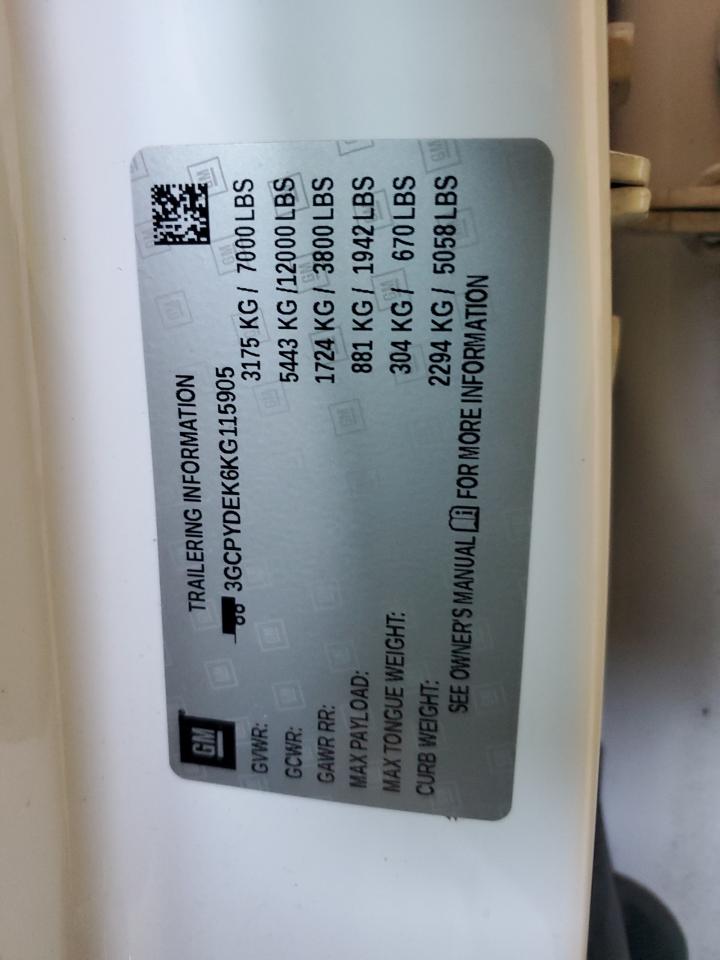 GM
TRAILERING INFORMATION
3GCPYDEK6KG115905
GVWR: 3175 KG / 7000 LBS
GCWR: 5443 KG /12000 LBS
GAWR RR: 1724 KG / 3800 LBS
MAX PAYLOAD: 881 KG / 1942 LBS
MAX TONGUE WEIGHT: 304 KG / 670 LBS
CURB WEIGHT: 2294 KG / 5058 LBS
SEE OWNER'S MANUAL FOR MORE INFORMATION